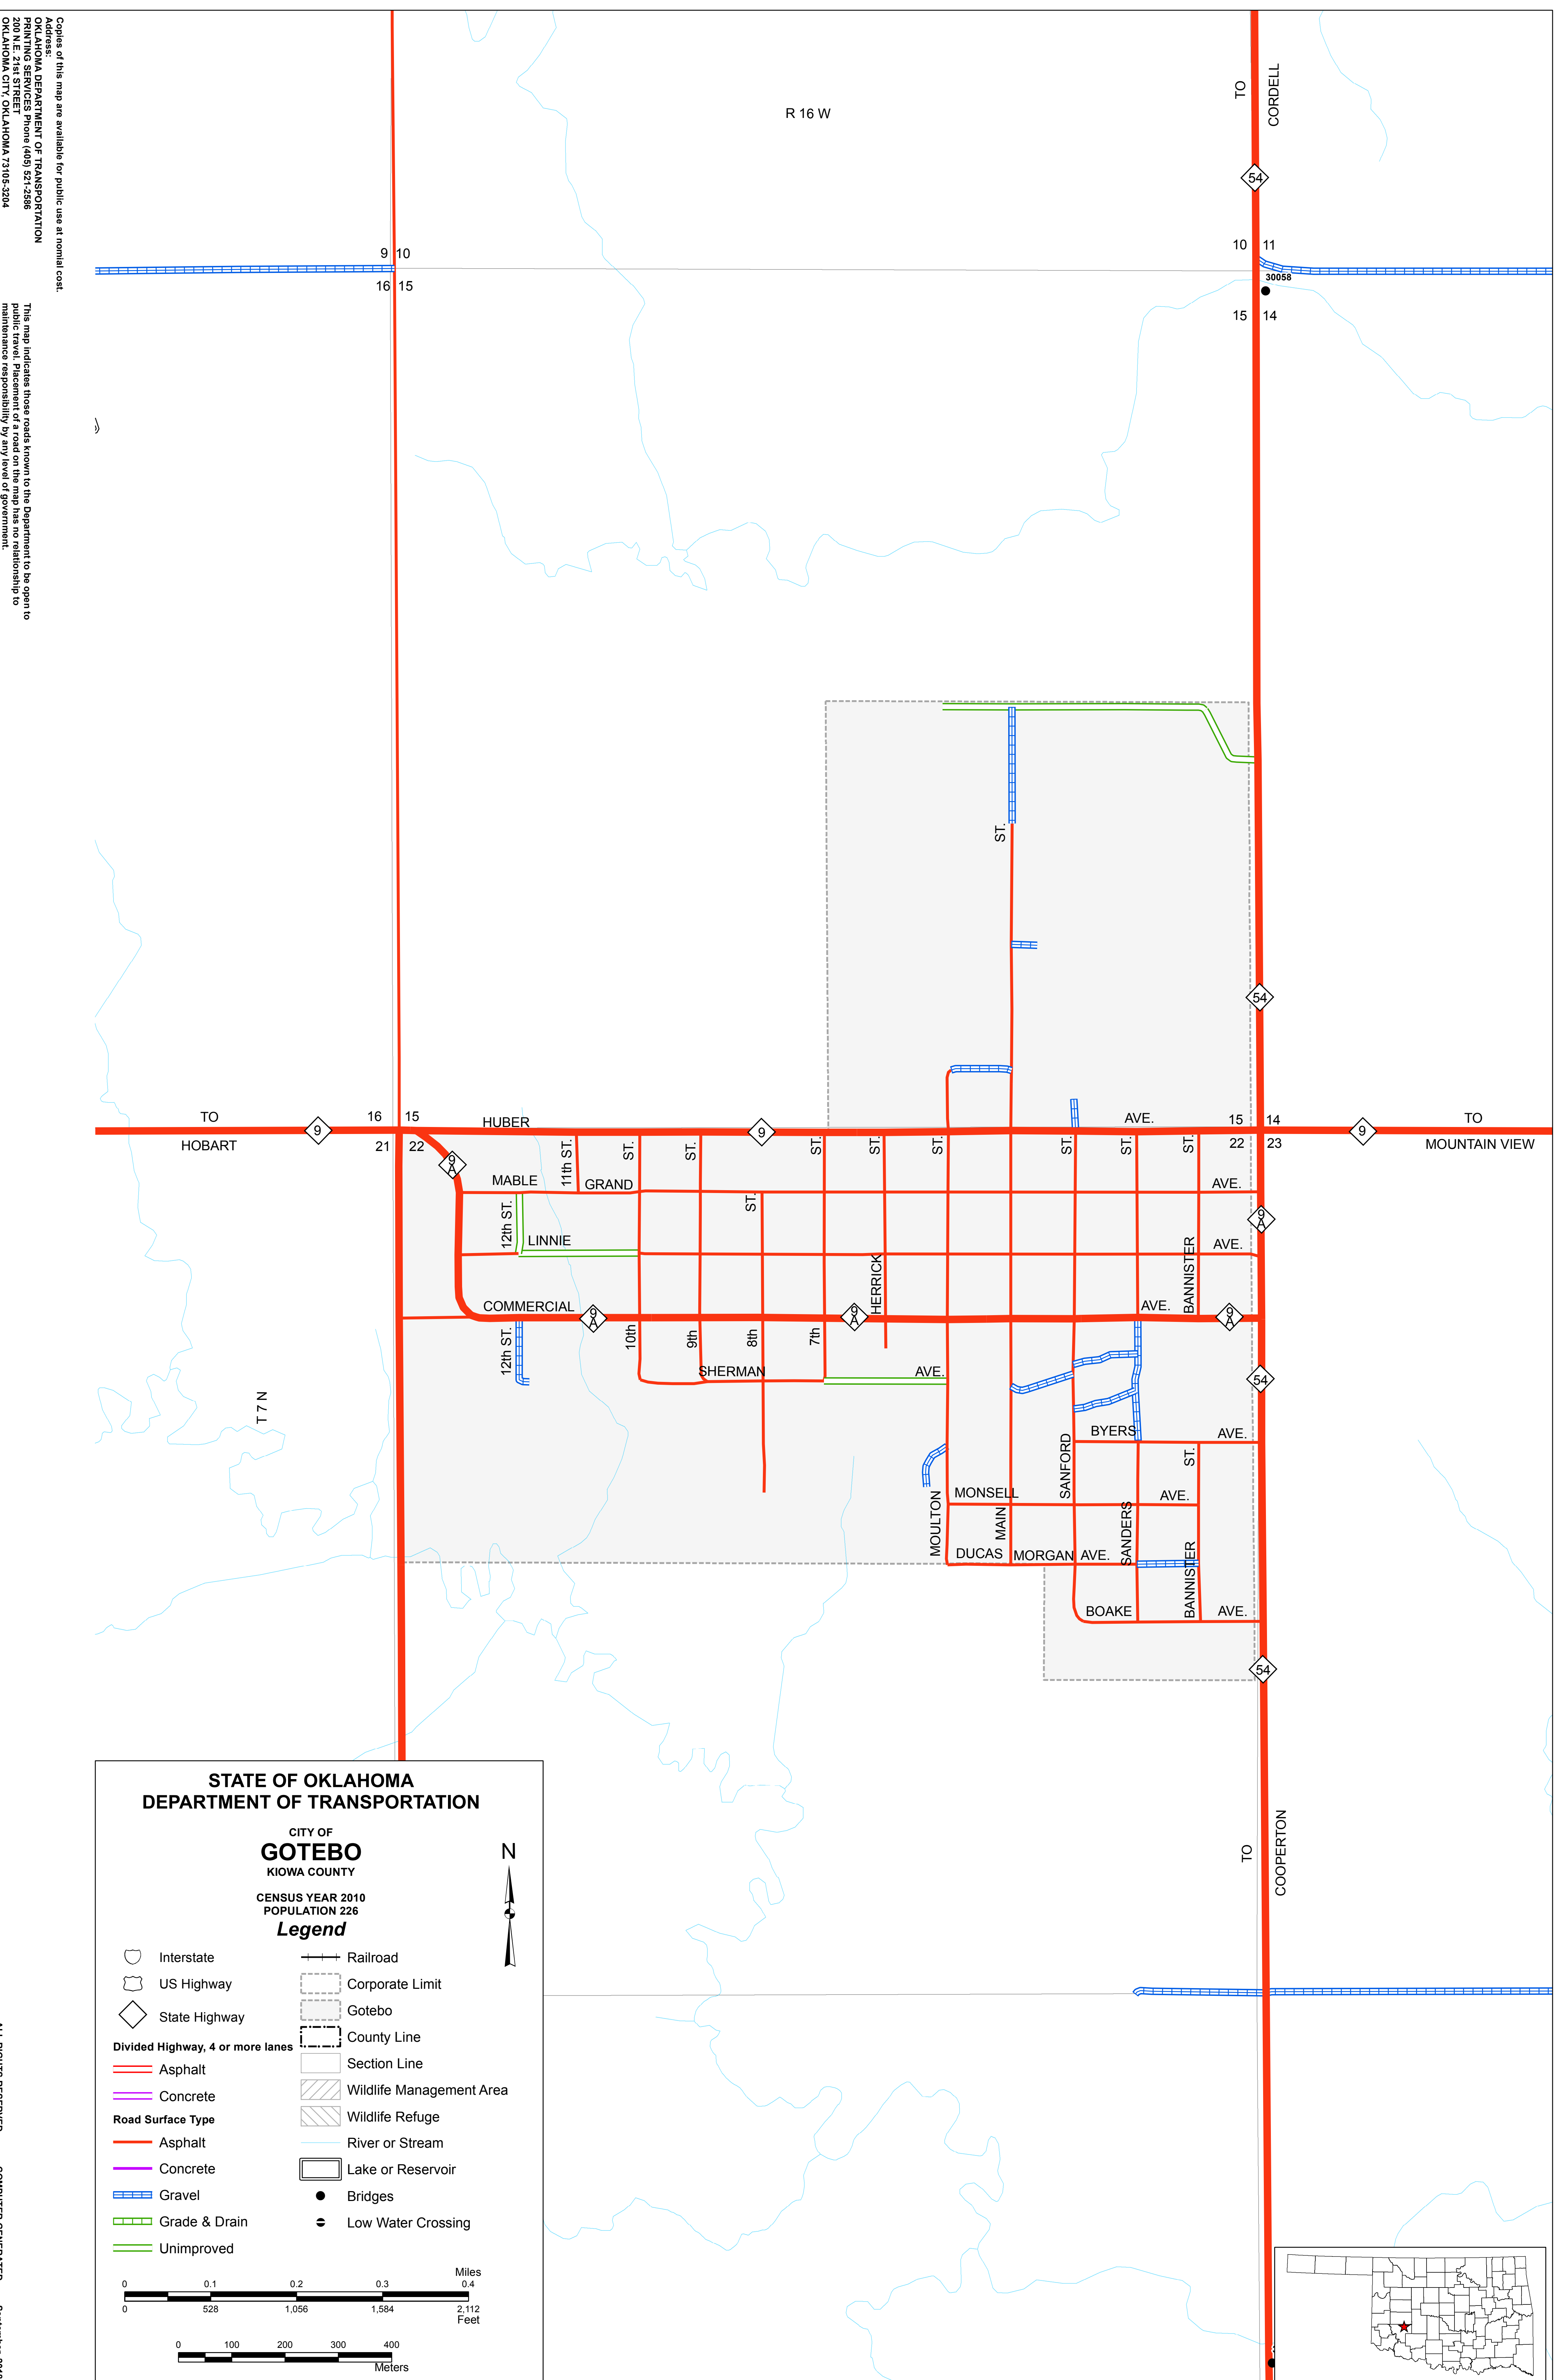 Copies of this map are available for public use at nomial cost.
Address:
OKLAHOMA DEPARTMENT OF TRANSPORTATION
PRINTING SERVICES Phone (405) 521-2586
200 N.E. 21st STREET
OKLAHOMA CITY, OKLAHOMA 73105-3204
This map indicates those roads known to the Department to be open to
public travel. Placement of a road on the map has no relationship to
maintenance responsibility by any level of government.
R 16 W
TO
CORDELL
54
9 10
16 15
10 11
30058
15 14
ST.
54
TO
HOBART
9
16 15
21 22
HUBER
9
AVE.
15 14
22 23
9
TO
MOUNTAIN VIEW
9A
11th ST.
ST.
ST.
ST.
ST.
ST.
ST.
ST.
ST.
MABLE
GRAND
AVE.
12th ST.
ST.
9A
LINNIE
AVE.
HERRICK
BANNISTER
COMMERCIAL
9A
9A
AVE.
9A
12th ST.
10th
9th
8th
7th
SHERMAN
AVE.
54
T 7 N
BYERS
AVE.
SANFORD
ST.
MOULTON
MONSELL
MAIN
AVE.
SANDERS
DUCAS
MORGAN
AVE.
BANNISTER
BOAKE
AVE.
54
TO
COOPERTON
STATE OF OKLAHOMA
DEPARTMENT OF TRANSPORTATION
CITY OF
GOTEBO
KIOWA COUNTY
N
CENSUS YEAR 2010
POPULATION 226
Legend
Interstate
US Highway
State Highway
Divided Highway, 4 or more lanes
Asphalt
Concrete
Road Surface Type
Asphalt
Concrete
Gravel
Grade & Drain
Unimproved
Railroad
Corporate Limit
Gotebo
County Line
Section Line
Wildlife Management Area
Wildlife Refuge
River or Stream
Lake or Reservoir
Bridges
Low Water Crossing
Miles
0 0.1 0.2 0.3 0.4
0 528 1,056 1,584 2,112
Feet
0 100 200 300 400
Meters